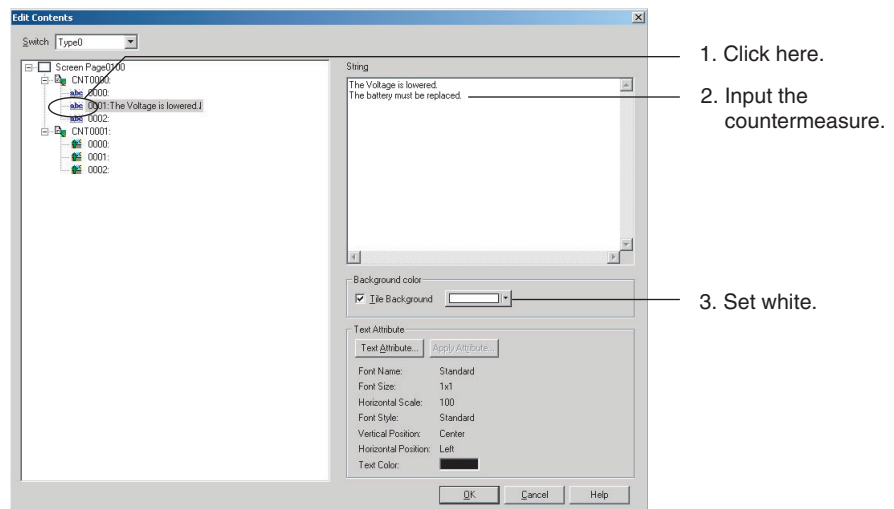 Edit Contents
Switch Type0
Screen Page0100
CNT0000:
abc 0000:
abc 0001:The Voltage is lowered.
abc 0002:
CNT0001:
0000:
0001:
0002:
String
The Voltage is lowered.
The battery must be replaced.
Background color
Tile Background
Text Attribute
Text Attribute... Apply Attribute...
Font Name: Standard
Font Size: 1x1
Horizontal Scale: 100
Font Style: Standard
Vertical Position: Center
Horizontal Position: Left
Text Color:
OK Cancel Help
1. Click here.
2. Input the
countermeasure.
3. Set white.